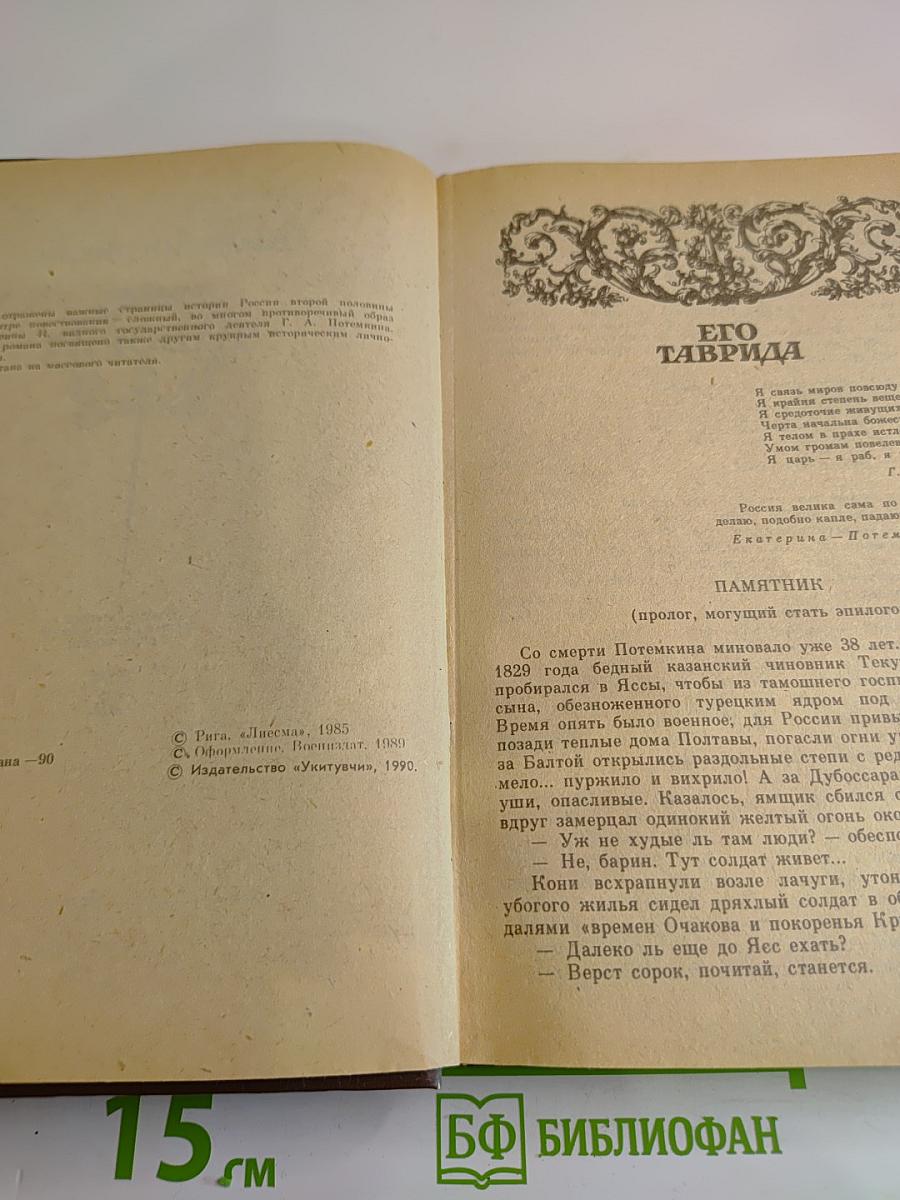 отражены важные страницы истории России второй половины
тре повествования — сложный, во многом противоречивый образ
ины II, видного государственного деятеля Г. А. Потемкина.
романа посвящено также другим крупным историческим лично-
тана на массового читателя.
ана —90
© Рига, «Лиесма», 1985
© Оформление, Воениздат, 1989
© Издательство «Укитувчи», 1990.
ЕГО
ТАВРИДА
Я связь миров повсюду
Я крайня степень веще
Я средоточие живущих
Черта начальна божест
Я телом в прахе истл
Умом громам повелев
Я царь — я раб, я
Г.
Россия велика сама по
делаю, подобно капле, падаю
Екатерина — Потем
ПАМЯТНИК
(пролог, могущий стать эпилого
Со смерти Потемкина миновало уже 38 лет.
1829 года бедный казанский чиновник Теку
пробирался в Яссы, чтобы из тамошнего госп
сына, обезноженного турецким ядром под
Время опять было военное, для России привы
позади теплые дома Полтавы, погасли огни у
за Балтой открылись раздольные степи с ред
мело... пуржило и вихрило! А за Дубоссара
уши, опасливые. Казалось, ямщик сбился с
вдруг замерцал одинокий желтый огонь око
— Уж не худые ль там люди? — обеспо
— Не, барин. Тут солдат живет...
Кони всхрапнули возле лачуги, утон
убогого жилья сидел дряхлый солдат в об
далями «времен Очакова и покоренья Кр
— Далеко ль еще до Ясс ехать?
— Верст сорок, почитай, станется.
15 см
БФ БИБЛИОФАН